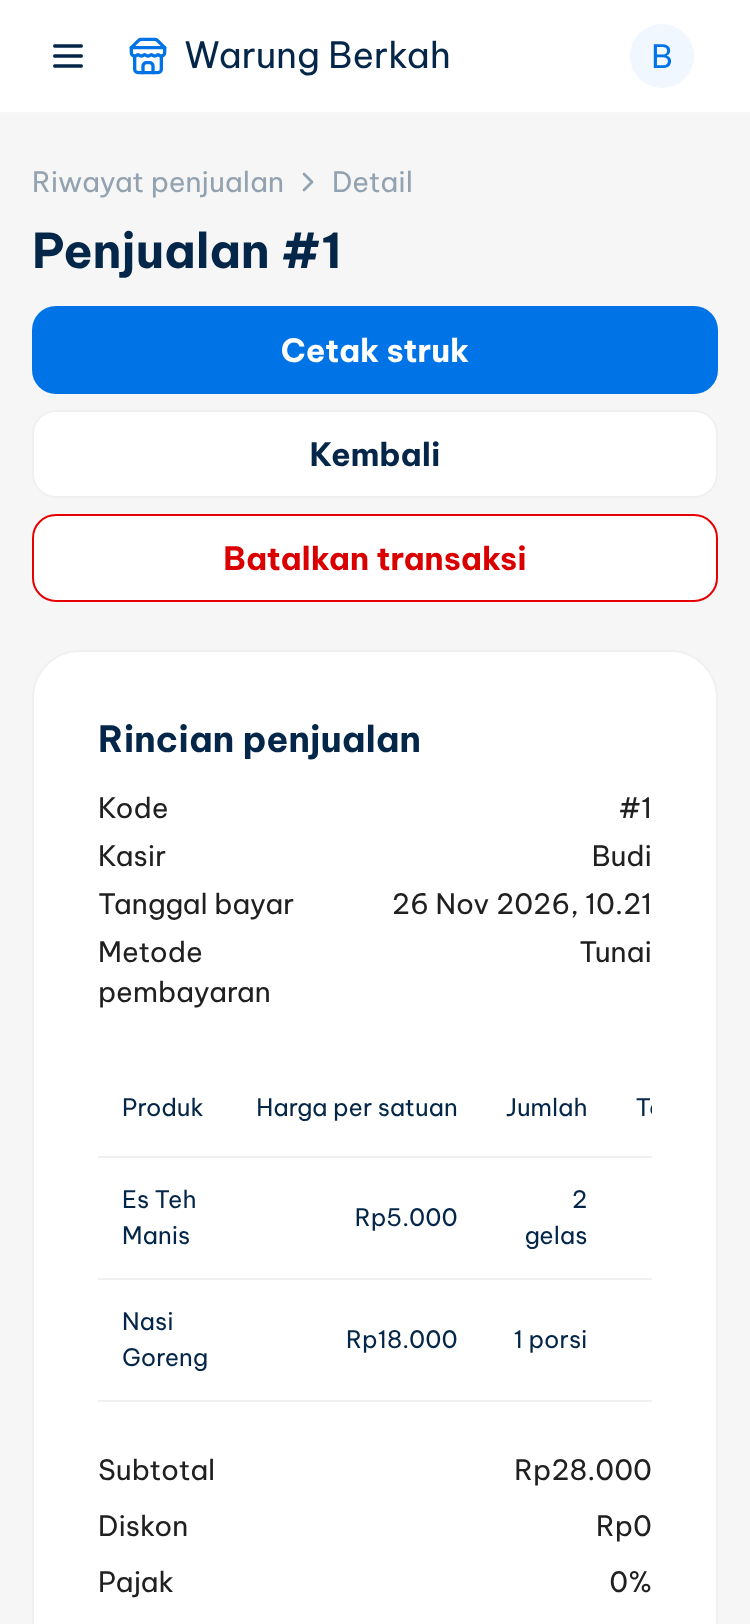 Warung Berkah
B
Riwayat penjualan > Detail
Penjualan #1
Cetak struk
Kembali
Batalkan transaksi
Rincian penjualan
Kode #1
Kasir Budi
Tanggal bayar 26 Nov 2026, 10.21
Metode pembayaran Tunai
Produk Harga per satuan Jumlah
Es Teh Manis Rp5.000 2 gelas
Nasi Goreng Rp18.000 1 porsi
Subtotal Rp28.000
Diskon Rp0
Pajak 0%